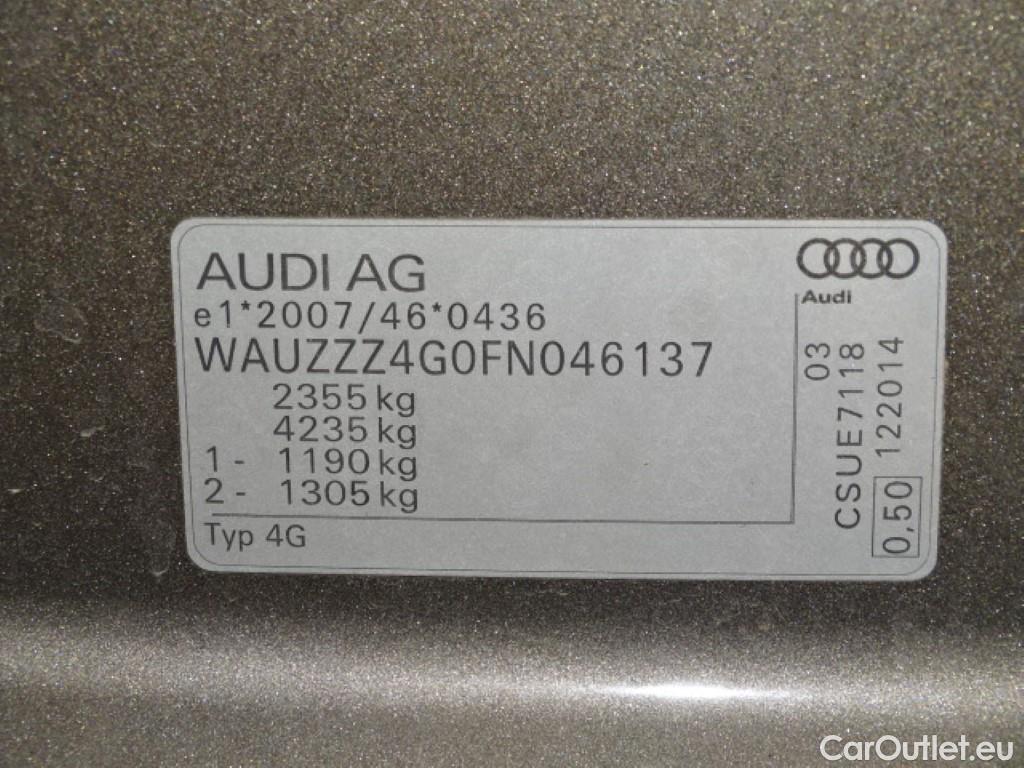 AUDI AG
Audi
e1*2007/46*0436
WAUZZZ4G0FN046137
2355 kg
4235 kg
1- 1190 kg
2- 1305 kg
Typ 4G
03
CSUE7118
122014
0,50
CarOutlet.eu